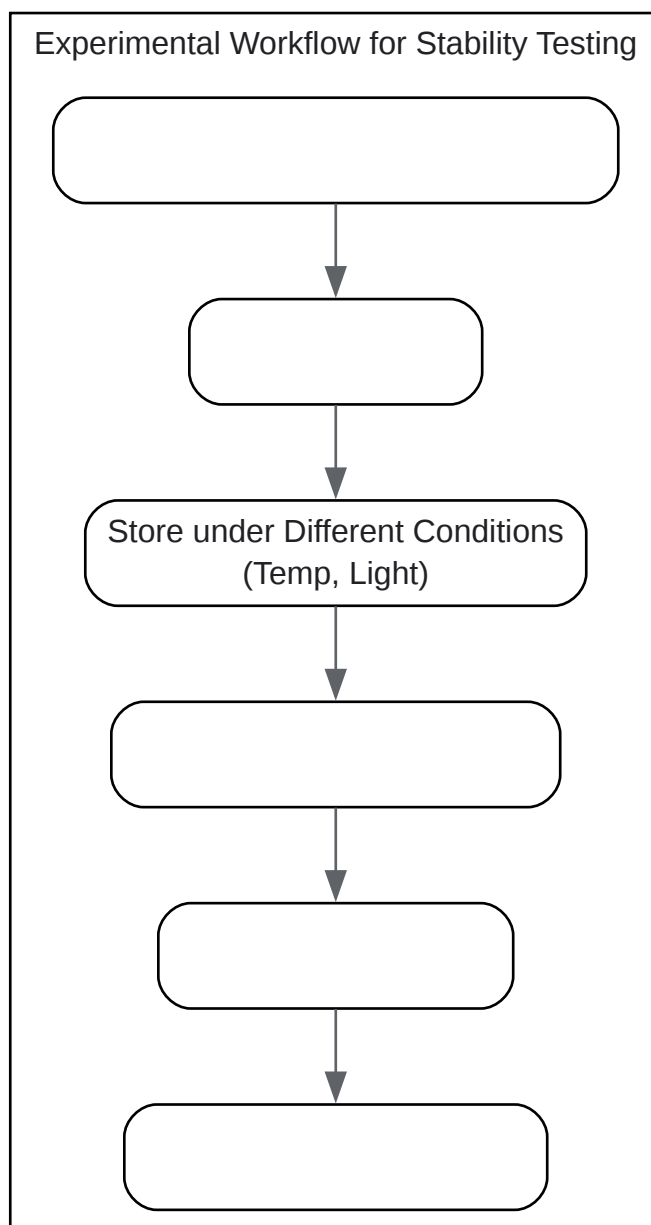 Experimental Workflow for Stability Testing
Store under Different Conditions
(Temp, Light)